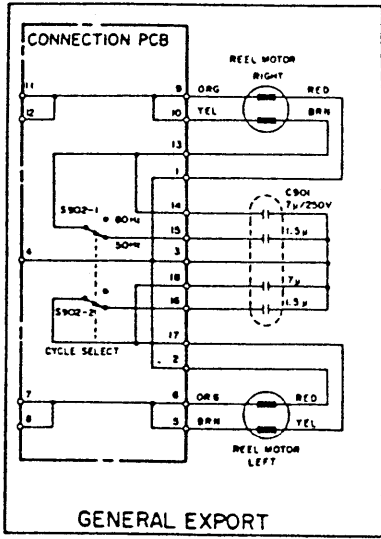 CONNECTION PCB
REEL MOTOR
RIGHT
11
12
9 ORG RED
10 YEL BRN
13
1
14
C901
7μ/250V
S902-1
60Hz
50Hz
15
1.5μ
4
3
18
7μ
16
1.5μ
S902-2
CYCLE SELECT
17
2
7
8
6 ORG RED
5 BRN YEL
REEL MOTOR
LEFT
GENERAL EXPORT